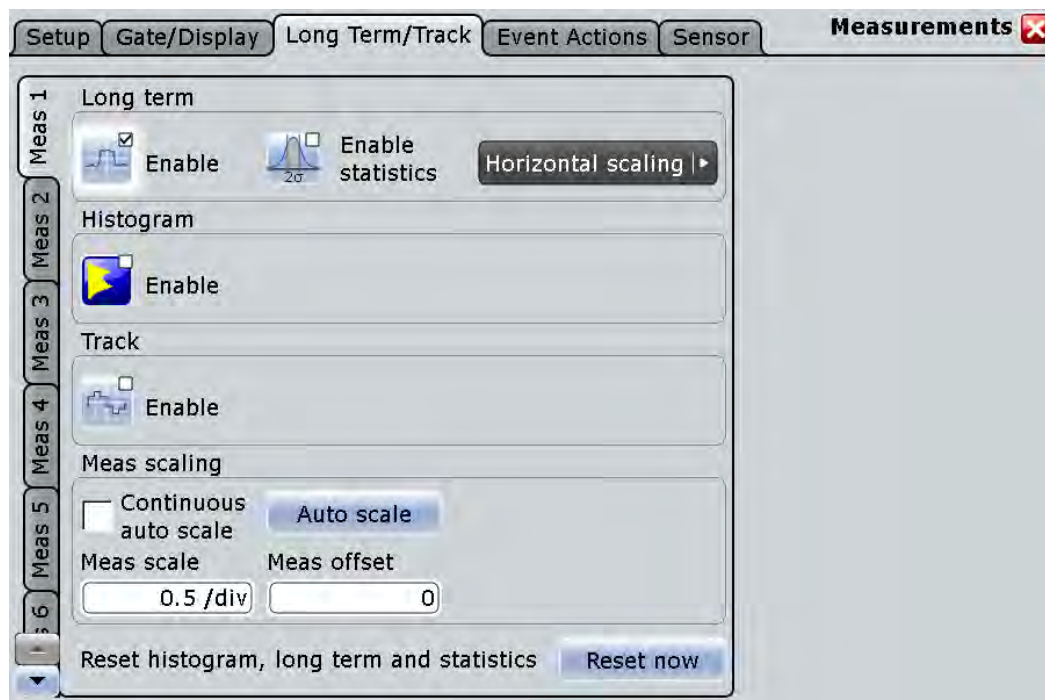 Setup
Gate/Display
Long Term/Track
Event Actions
Sensor
Measurements
Meas 1
Meas 2
Meas 3
Meas 4
Meas 5
6
Long term
Enable
2σ
Enable
statistics
Horizontal scaling
Histogram
Enable
Track
Enable
Meas scaling
Continuous
auto scale
Auto scale
Meas scale
Meas offset
0.5 /div
0
Reset histogram, long term and statistics
Reset now